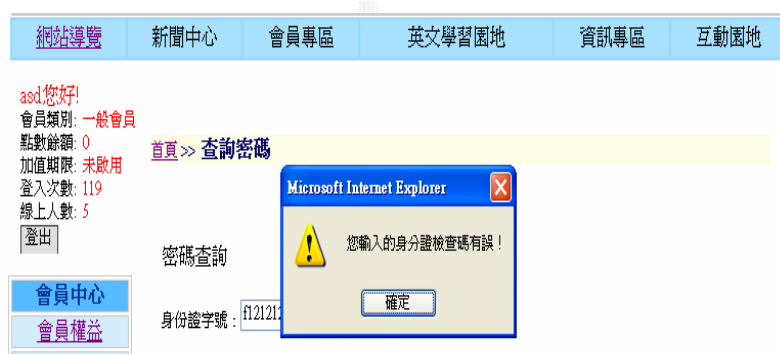 網站導覽 新聞中心 會員專區 英文學習園地 資訊專區 互動園地
asd,您好!
會員類別: 一般會員
點數餘額: 0
加值期限: 未啟用
登入次數: 119
線上人數: 5
登出
首頁 >> 查詢密碼
Microsoft Internet Explorer
您輸入的身分證檢查碼有誤！
確定
密碼查詢
身份證字號：f121212
會員中心
會員權益